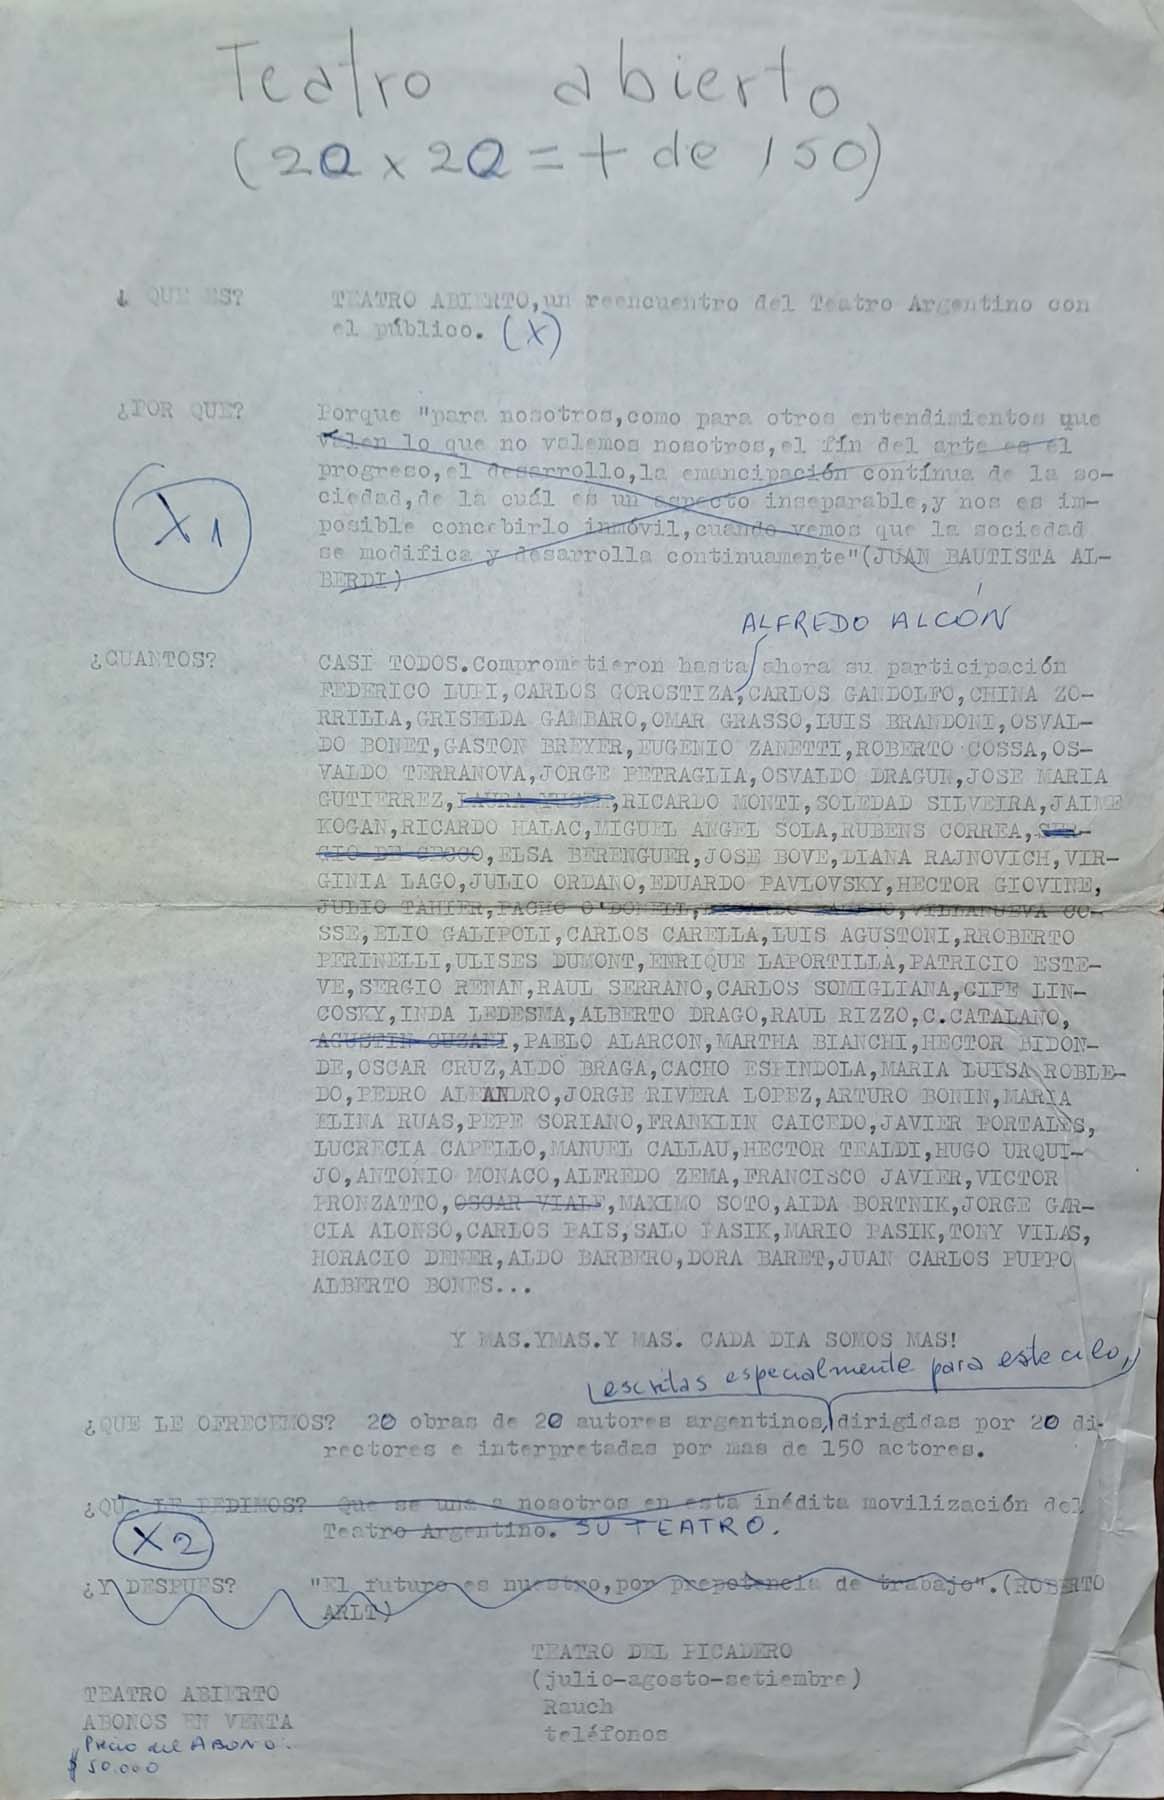 Teatro abierto
(20 x 20 = + de 150)
¿ QUE ES? TEATRO ABIERTO,un reencuentro del Teatro Argentino con
el público. (X)
¿POR QUE? Porque "para nosotros,como para otros entendimientos que
valen lo que no valemos nosotros,el fín del arte es el
progreso,el desarrollo,la emancipación contínua de la so-
ciedad,de la cuál es un aspecto inseparable,y nos es im-
posible concebirlo inmóvil,cuando vemos que la sociedad
se modifica y desarrolla continuamente"(JUAN BAUTISTA AL-
BERDI)
X1
ALFREDO ALCÓN
¿CUANTOS? CASI TODOS.Comprometieron hasta ahora su participación
FEDERICO LUPI,CARLOS GOROSTIZA,CARLOS GANDOLFO,CHINA ZO-
RRILLA,GRISELDA GAMBARO,OMAR GRASSO,LUIS BRANDONI,OSVAL-
DO BONET,GASTON BREYER,EUGENIO ZANETTI,ROBERTO COSSA,OS-
VALDO TERRANOVA,JORGE PETRAGLIA,OSVALDO DRAGUN,JOSE MARIA
GUTIERREZ,LAURA YUSEM,RICARDO MONTI,SOLEDAD SILVEIRA,JAIME
KOGAN,RICARDO HALAC,MIGUEL ANGEL SOLA,RUBENS CORREA,SER-
GIO DE CECCO,ELSA BERENGUER,JOSE BOVE,DIANA RAJNOVICH,VIR-
GINIA LAGO,JULIO ORDANO,EDUARDO PAVLOVSKY,HECTOR GIOVINE,
JULIO TAHIER,PACHO O'DONELL,VILLANUEVA CO-
SSE,ELIO GALIPOLI,CARLOS CARELLA,LUIS AGUSTONI,RROBERTO
PERINELLI,ULISES DUMONT,ENRIQUE LAPORTILLA,PATRICIO ESTE-
VE,SERGIO RENAN,RAUL SERRANO,CARLOS SOMIGLIANA,CIPE LIN-
COSKY,INDA LEDESMA,ALBERTO DRAGO,RAUL RIZZO,C.CATALANO,
AGUSTIN CUZANI,PABLO ALARCON,MARTHA BIANCHI,HECTOR BIDON-
DE,OSCAR CRUZ,ALDO BRAGA,CACHO ESPINDOLA,MARIA LUISA ROBLE-
DO,PEDRO ALEANDRO,JORGE RIVERA LOPEZ,ARTURO BONIN,MARIA
ELINA RUAS,PEPE SORIANO,FRANKLIN CAICEDO,JAVIER PORTALES,
LUCRECIA CAPELLO,MANUEL CALLAU,HECTOR TEALDI,HUGO URQUI-
JO,ANTONIO MONACO,ALFREDO ZEMA,FRANCISCO JAVIER,VICTOR
PRONZATTO,OSCAR VIALE,MAXIMO SOTO,AIDA BORTNIK,JORGE GAR-
CIA ALONSO,CARLOS PAIS,SALO PASIK,MARIO PASIK,TONY VILAS,
HORACIO DENER,ALDO BARBERO,DORA BARET,JUAN CARLOS PUPPO
ALBERTO BONES...
Y MAS.YMAS.Y MAS. CADA DIA SOMOS MAS!
escritas especialmente para este ciclo,
¿QUE LE OFRECEMOS? 20 obras de 20 autores argentinos,dirigidas por 20 di-
rectores e interpretadas por mas de 150 actores.
¿QUE LE PEDIMOS? Que se una a nosotros en esta inédita movilización del
Teatro Argentino. SU TEATRO.
X2
¿Y DESPUES? "El futuro es nuestro,por prepotencia de trabajo".(ROBERTO
ARLT)
TEATRO DEL PICADERO
(julio-agosto-setiembre)
Rauch
teléfonos
TEATRO ABIERTO
ABONOS EN VENTA
Precio del ABONO:
$ 50.000